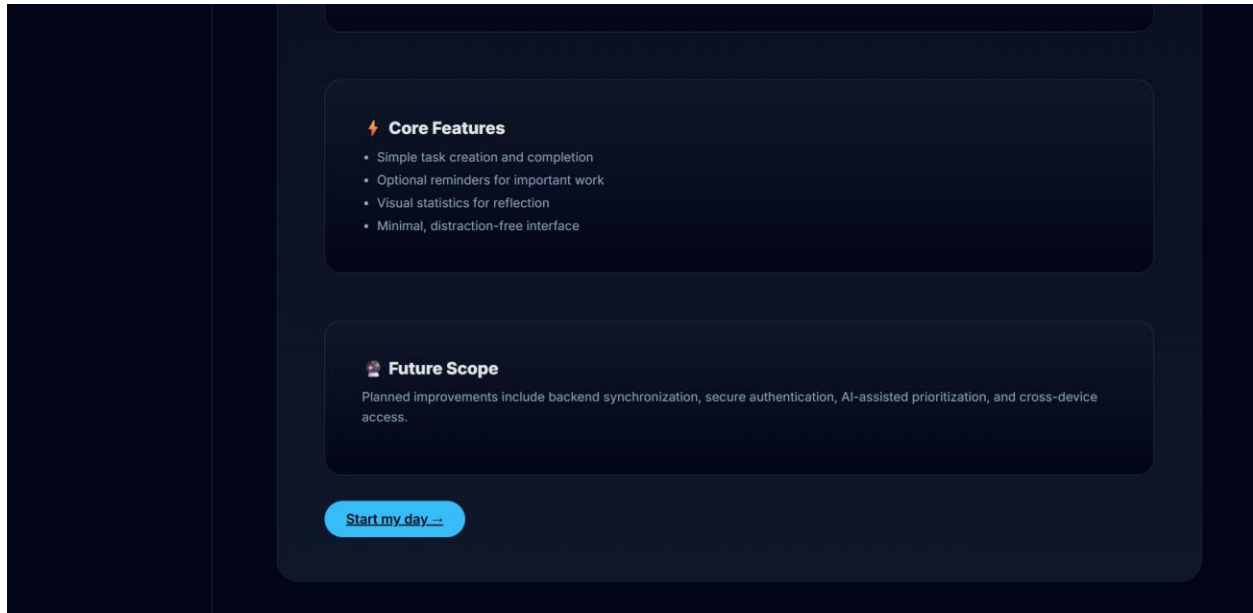 ⚡ Core Features
• Simple task creation and completion
• Optional reminders for important work
• Visual statistics for reflection
• Minimal, distraction-free interface
🔮 Future Scope
Planned improvements include backend synchronization, secure authentication, AI-assisted prioritization, and cross-device
access.
Start my day →